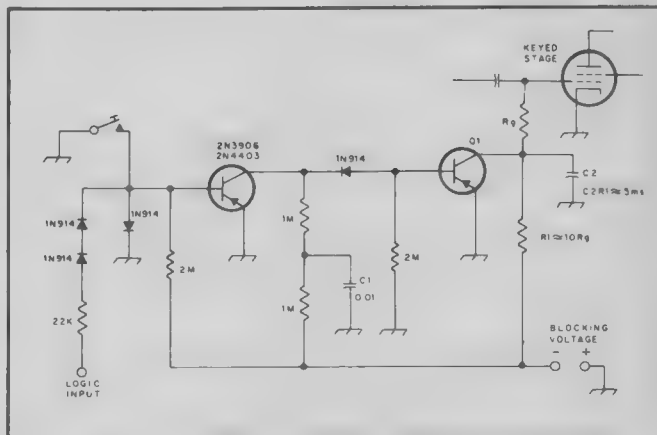 KEYED
STAGE
Rg
2N3906
2N4403
Q1
1N914
C2
C2R1≈5ms
1N914
1N914
1N914
1M
2M
2M
R1≈10Rg
C1
0.01
1M
22K
BLOCKING
VOLTAGE
- +
LOGIC
INPUT